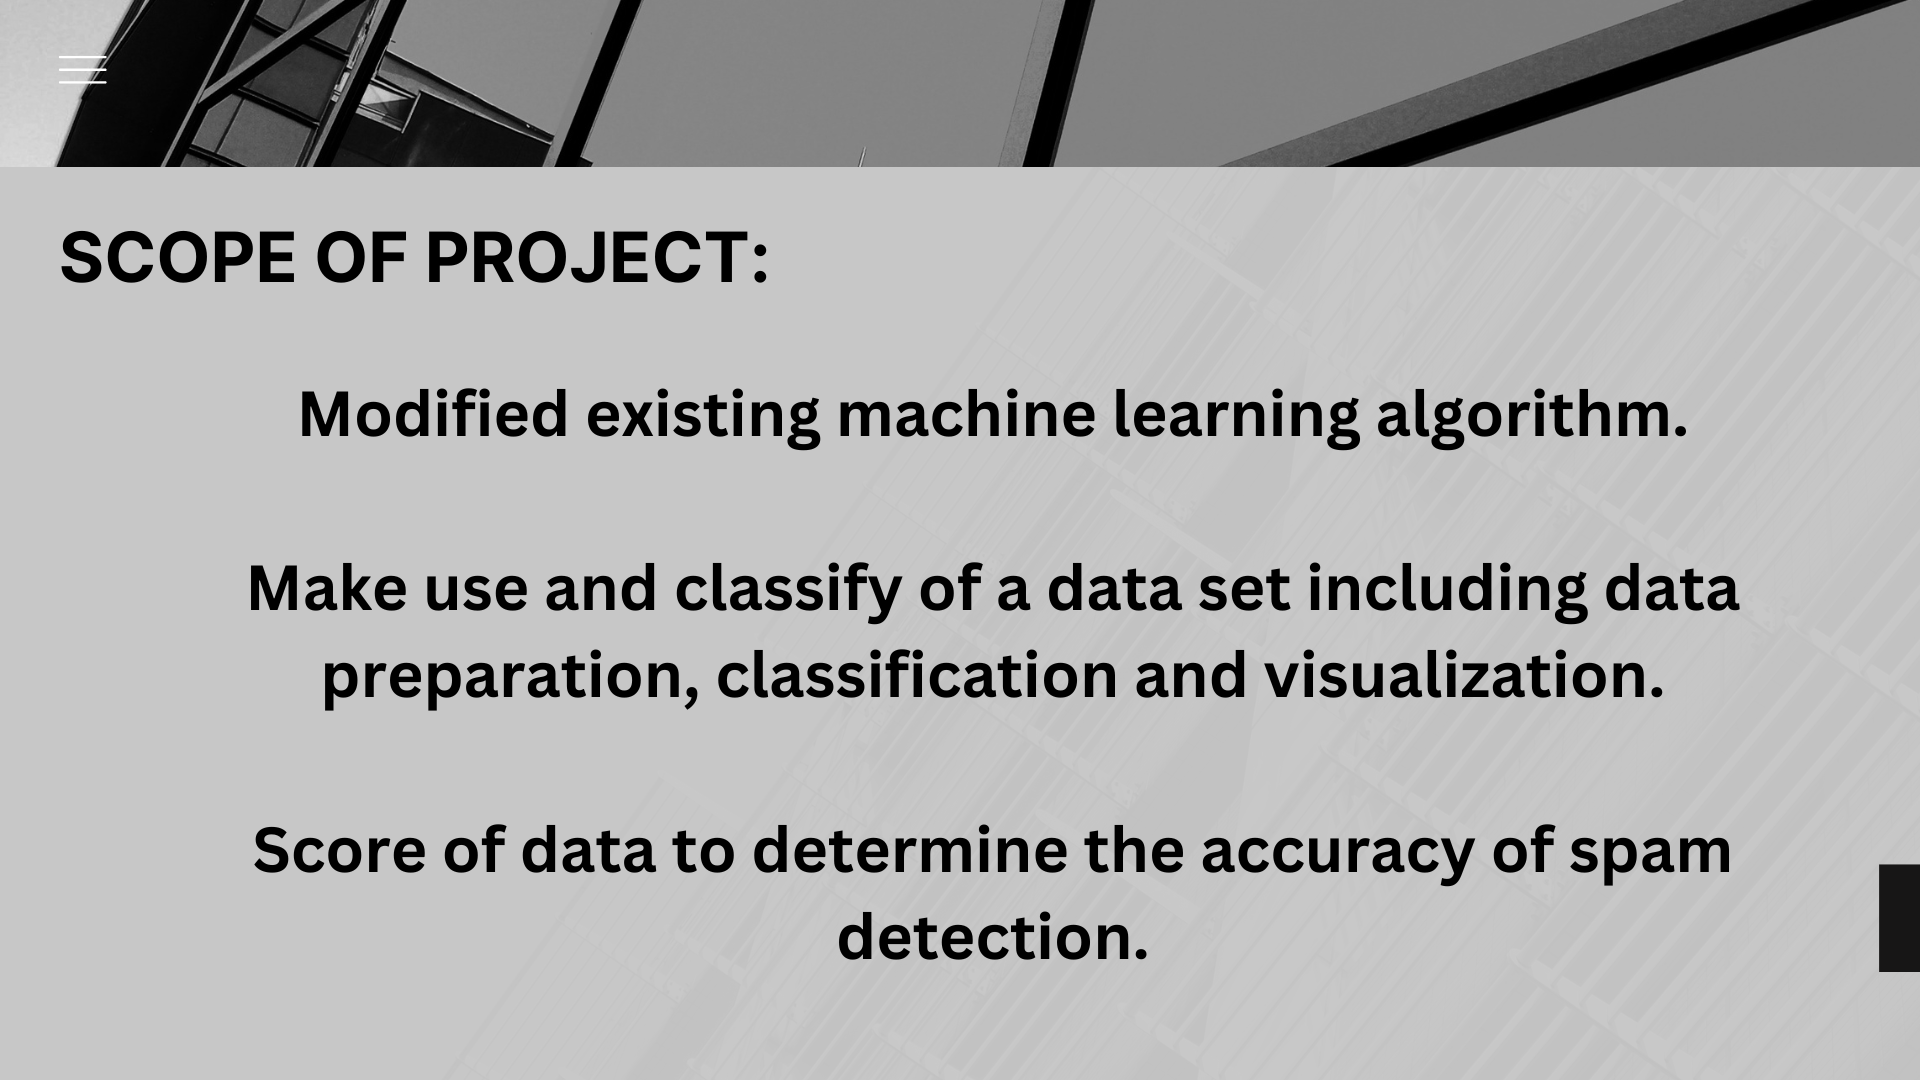 SCOPE OF PROJECT:
Modified existing machine learning algorithm.
Make use and classify of a data set including data
preparation, classification and visualization.
Score of data to determine the accuracy of spam
detection.